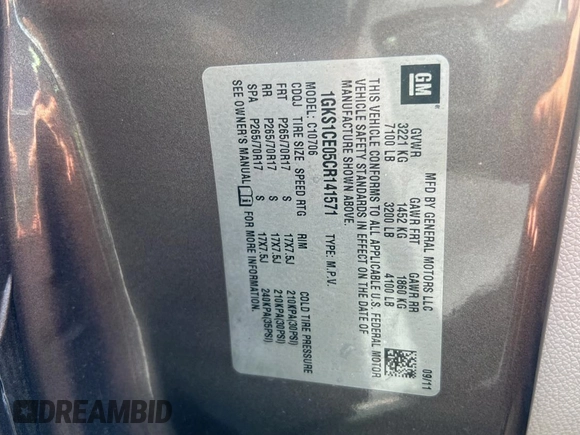 GM
MFD BY GENERAL MOTORS LLC 09/11
GVWR GAWR FRT GAWR RR
3221 KG 1452 KG 1860 KG
7100 LB 3200 LB 4100 LB
THIS VEHICLE CONFORMS TO ALL APPLICABLE U.S. FEDERAL MOTOR
VEHICLE SAFETY STANDARDS IN EFFECT ON THE DATE OF
MANUFACTURE SHOWN ABOVE.
1GKS1CE05CR141571 TYPE: M.P.V.
MODEL: C10706
CDQJ TIRE SIZE SPEED RTG RIM COLD TIRE PRESSURE
FRT P265/70R17 S 17X7.5J 210KPA(30PSI)
RR P265/70R17 S 17X7.5J 210KPA(30PSI)
SPA P265/70R17 S 17X7.5J 240KPA(35PSI)
SEE OWNER'S MANUAL FOR MORE INFORMATION.
DREAMBID